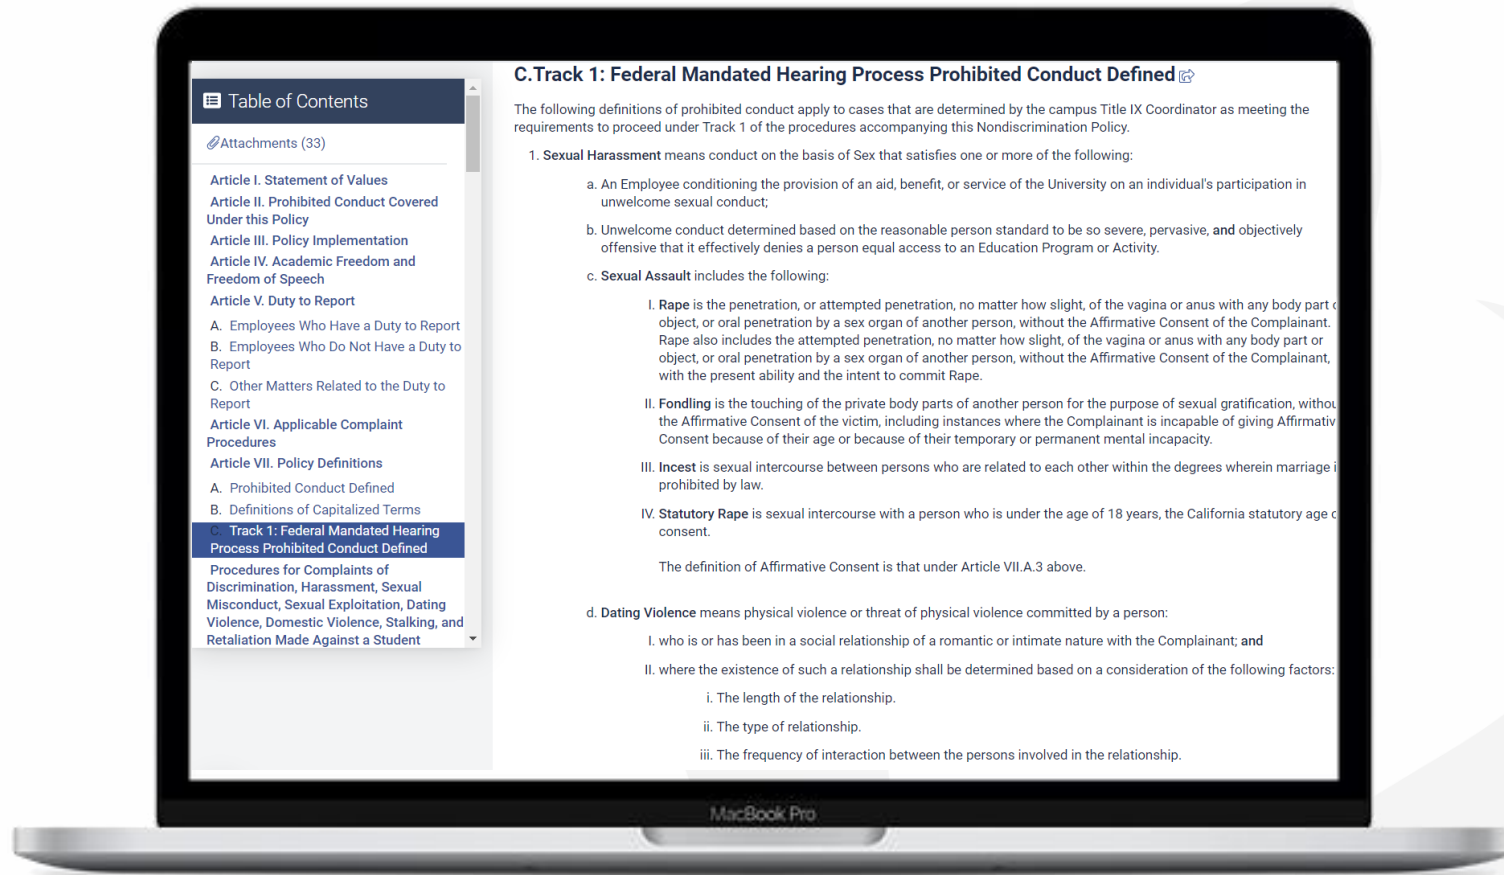 Table of Contents
Attachments (33)
Article I. Statement of Values
Article II. Prohibited Conduct Covered
Under this Policy
Article III. Policy Implementation
Article IV. Academic Freedom and
Freedom of Speech
Article V. Duty to Report
A. Employees Who Have a Duty to Report
B. Employees Who Do Not Have a Duty to
Report
C. Other Matters Related to the Duty to
Report
Article VI. Applicable Complaint
Procedures
Article VII. Policy Definitions
A. Prohibited Conduct Defined
B. Definitions of Capitalized Terms
C. Track 1: Federal Mandated Hearing
Process Prohibited Conduct Defined
Procedures for Complaints of
Discrimination, Harassment, Sexual
Misconduct, Sexual Exploitation, Dating
Violence, Domestic Violence, Stalking, and
Retaliation Made Against a Student
C.Track 1: Federal Mandated Hearing Process Prohibited Conduct Defined
The following definitions of prohibited conduct apply to cases that are determined by the campus Title IX Coordinator as meeting the
requirements to proceed under Track 1 of the procedures accompanying this Nondiscrimination Policy.
1. Sexual Harassment means conduct on the basis of Sex that satisfies one or more of the following:
a. An Employee conditioning the provision of an aid, benefit, or service of the University on an individual's participation in
unwelcome sexual conduct;
b. Unwelcome conduct determined based on the reasonable person standard to be so severe, pervasive, and objectively
offensive that it effectively denies a person equal access to an Education Program or Activity.
c. Sexual Assault includes the following:
I. Rape is the penetration, or attempted penetration, no matter how slight, of the vagina or anus with any body part
object, or oral penetration by a sex organ of another person, without the Affirmative Consent of the Complainant.
Rape also includes the attempted penetration, no matter how slight, of the vagina or anus with any body part or
object, or oral penetration by a sex organ of another person, without the Affirmative Consent of the Complainant,
with the present ability and the intent to commit Rape.
II. Fondling is the touching of the private body parts of another person for the purpose of sexual gratification, withou
the Affirmative Consent of the victim, including instances where the Complainant is incapable of giving Affirmativ
Consent because of their age or because of their temporary or permanent mental incapacity.
III. Incest is sexual intercourse between persons who are related to each other within the degrees wherein marriage i
prohibited by law.
IV. Statutory Rape is sexual intercourse with a person who is under the age of 18 years, the California statutory age
consent.
The definition of Affirmative Consent is that under Article VII.A.3 above.
d. Dating Violence means physical violence or threat of physical violence committed by a person:
I. who is or has been in a social relationship of a romantic or intimate nature with the Complainant; and
II. where the existence of such a relationship shall be determined based on a consideration of the following factors:
i. The length of the relationship.
ii. The type of relationship.
iii. The frequency of interaction between the persons involved in the relationship.
MacBook Pro